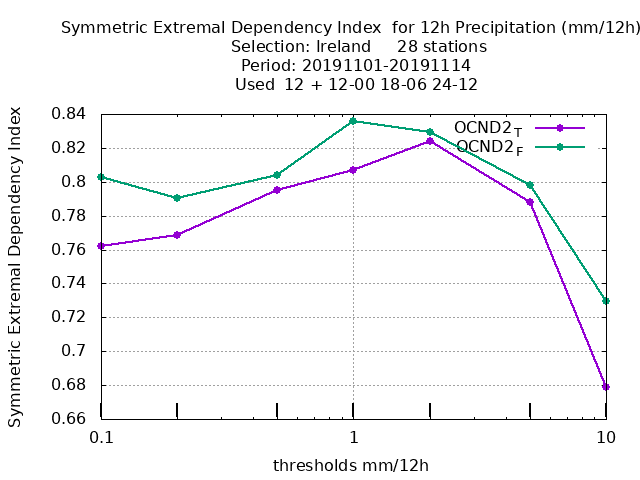 Symmetric Extremal Dependency Index  for 12h Precipitation (mm/12h)
Selection: Ireland     28 stations
Period: 20191101-20191114
Used  12 + 12-00 18-06 24-12
Symmetric Extremal Dependency Index
0.84
0.82
0.8
0.78
0.76
0.74
0.72
0.7
0.68
0.66
OCND2T
OCND2F
0.1
1
10
thresholds mm/12h